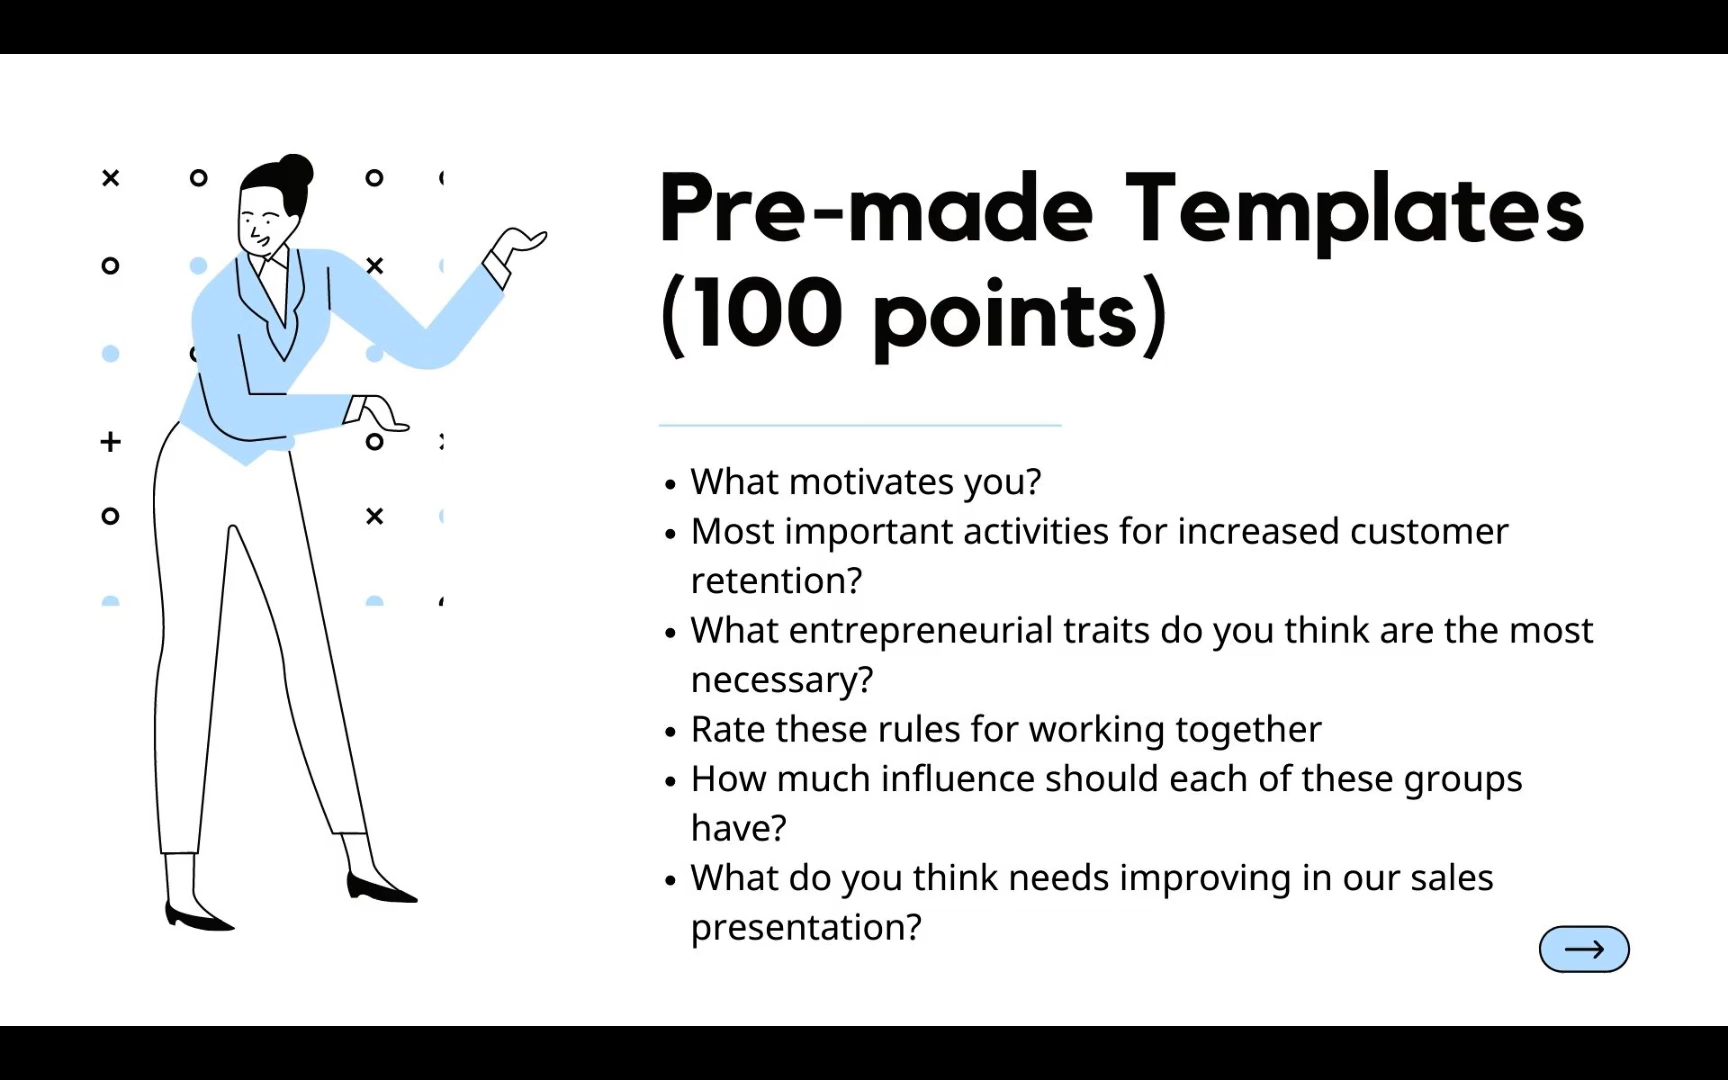 Pre-made Templates
(100 points)
• What motivates you?
• Most important activities for increased customer
retention?
• What entrepreneurial traits do you think are the most
necessary?
• Rate these rules for working together
• How much influence should each of these groups
have?
• What do you think needs improving in our sales
presentation?